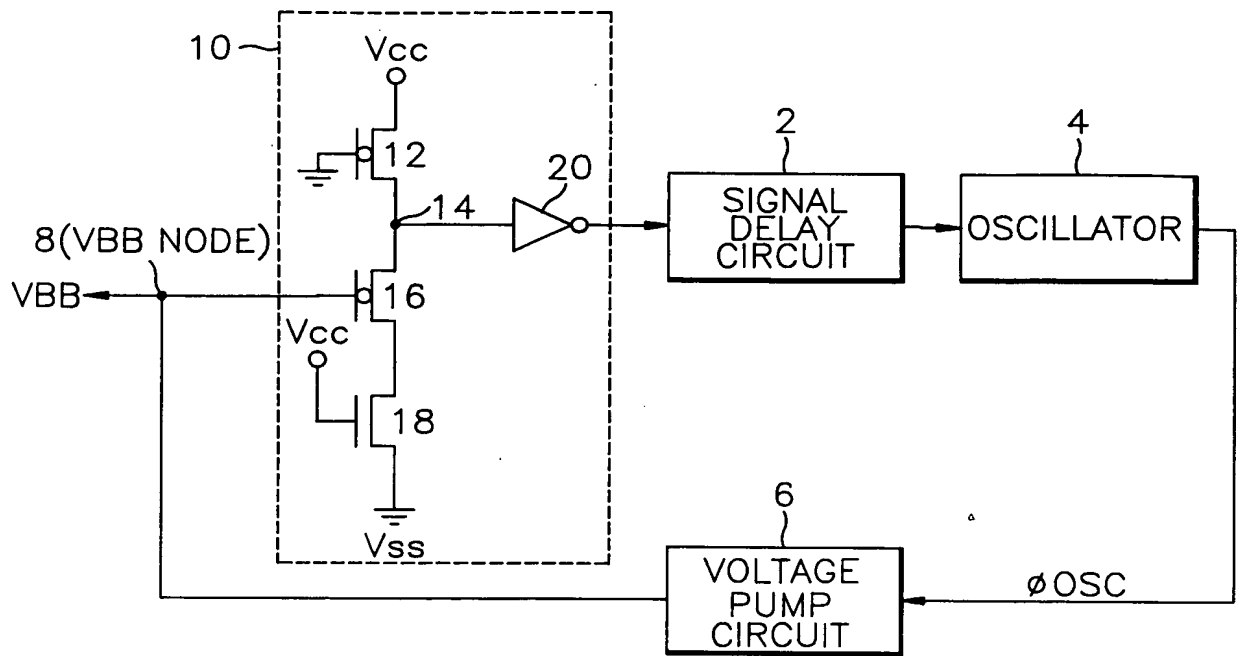 10
Vcc
12
14
20
2
SIGNAL
DELAY
CIRCUIT
4
OSCILLATOR
8(VBB NODE)
VBB
16
Vcc
18
Vss
6
VOLTAGE
PUMP
CIRCUIT
φOSC